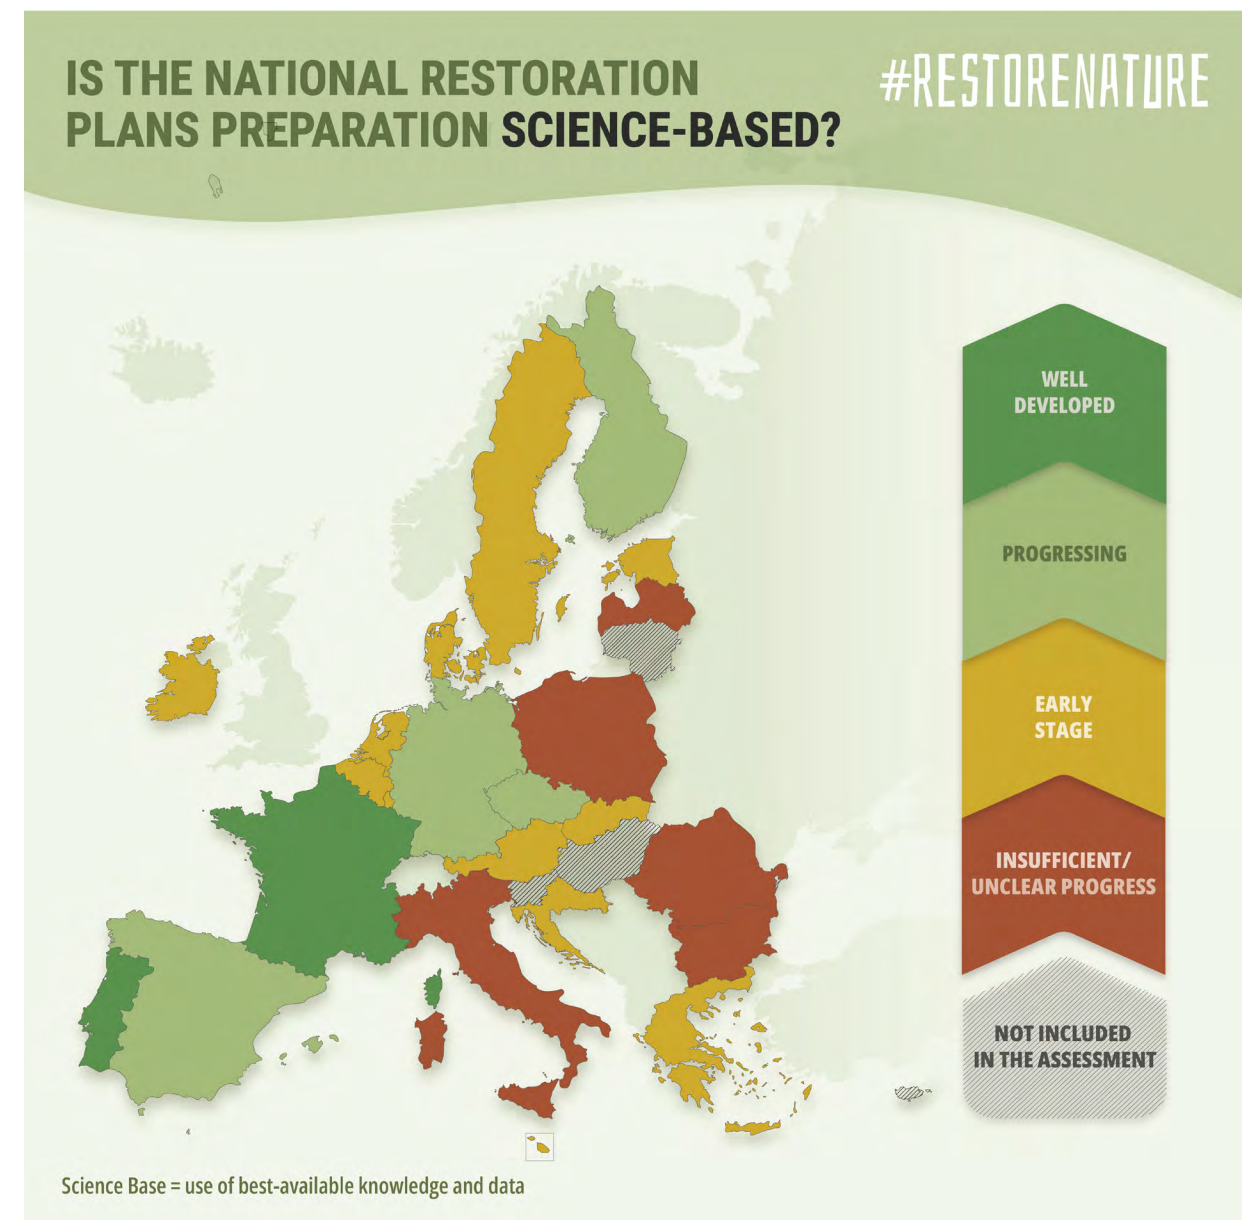 IS THE NATIONAL RESTORATION
PLANS PREPARATION SCIENCE-BASED?
#RESTORENATURE
WELL
DEVELOPED
PROGRESSING
EARLY
STAGE
INSUFFICIENT/
UNCLEAR PROGRESS
NOT INCLUDED
IN THE ASSESSMENT
Science Base = use of best-available knowledge and data